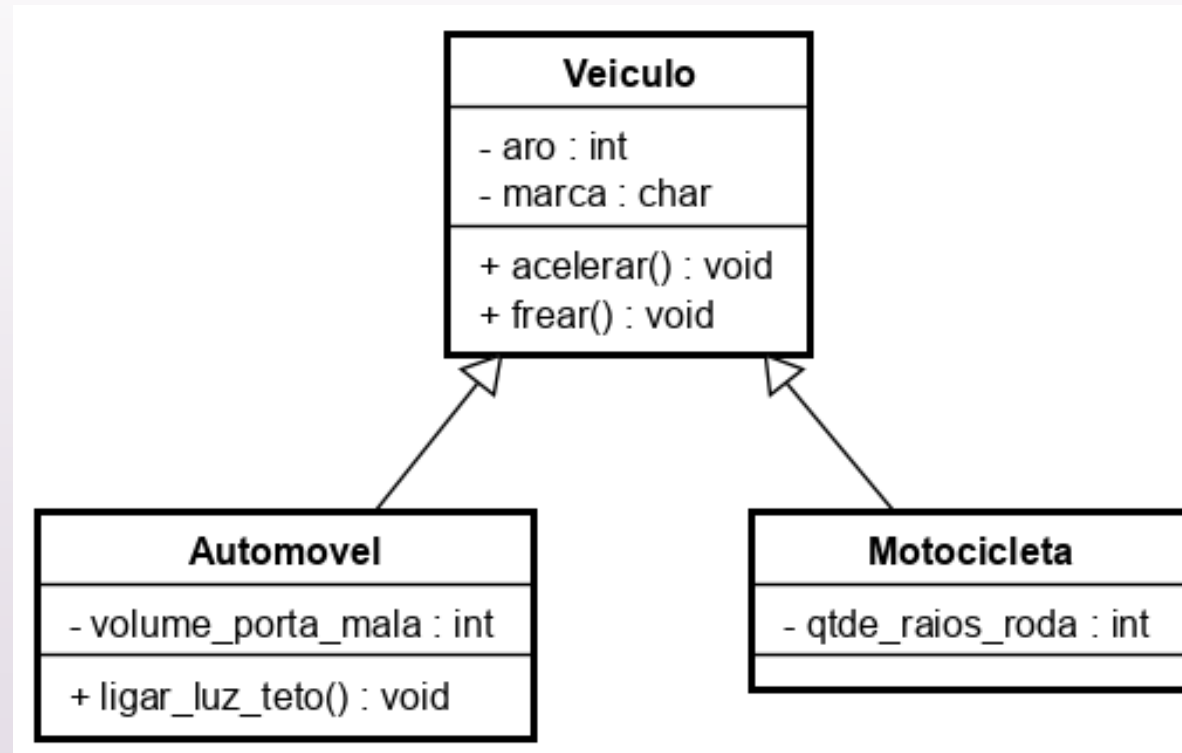 Veiculo
- aro : int
- marca : char
+ acelerar() : void
+ frear() : void
Automovel
- volume_porta_mala : int
+ ligar_luz_teto() : void
Motocicleta
- qtde_raios_roda : int